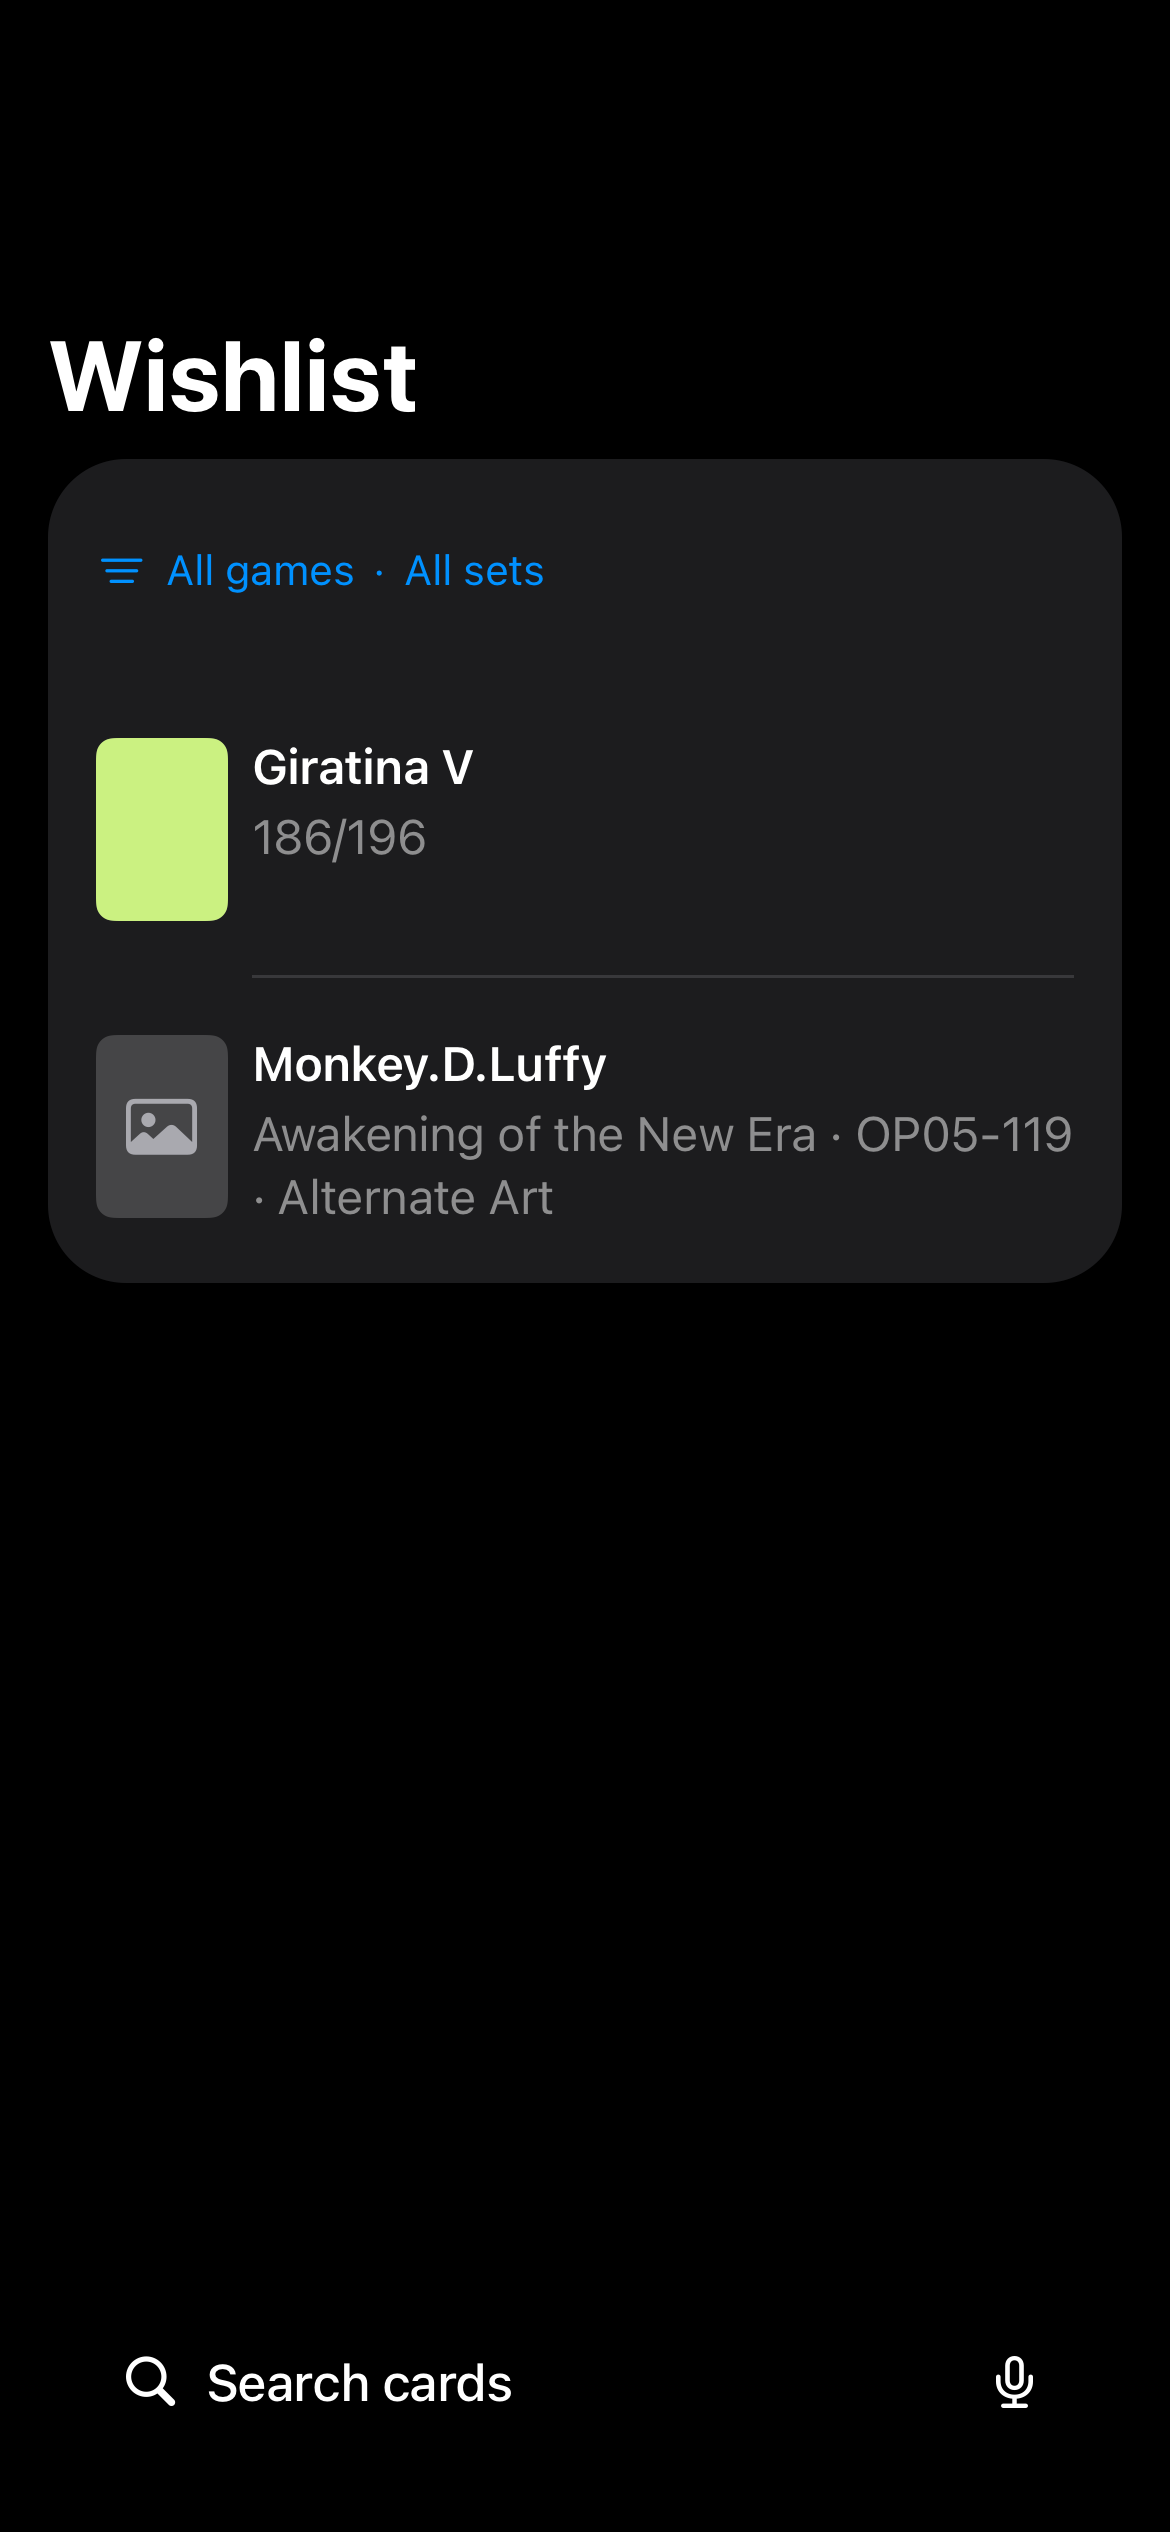 Wishlist
All games · All sets
Giratina V
186/196
Monkey.D.Luffy
Awakening of the New Era · OP05-119
· Alternate Art
Search cards